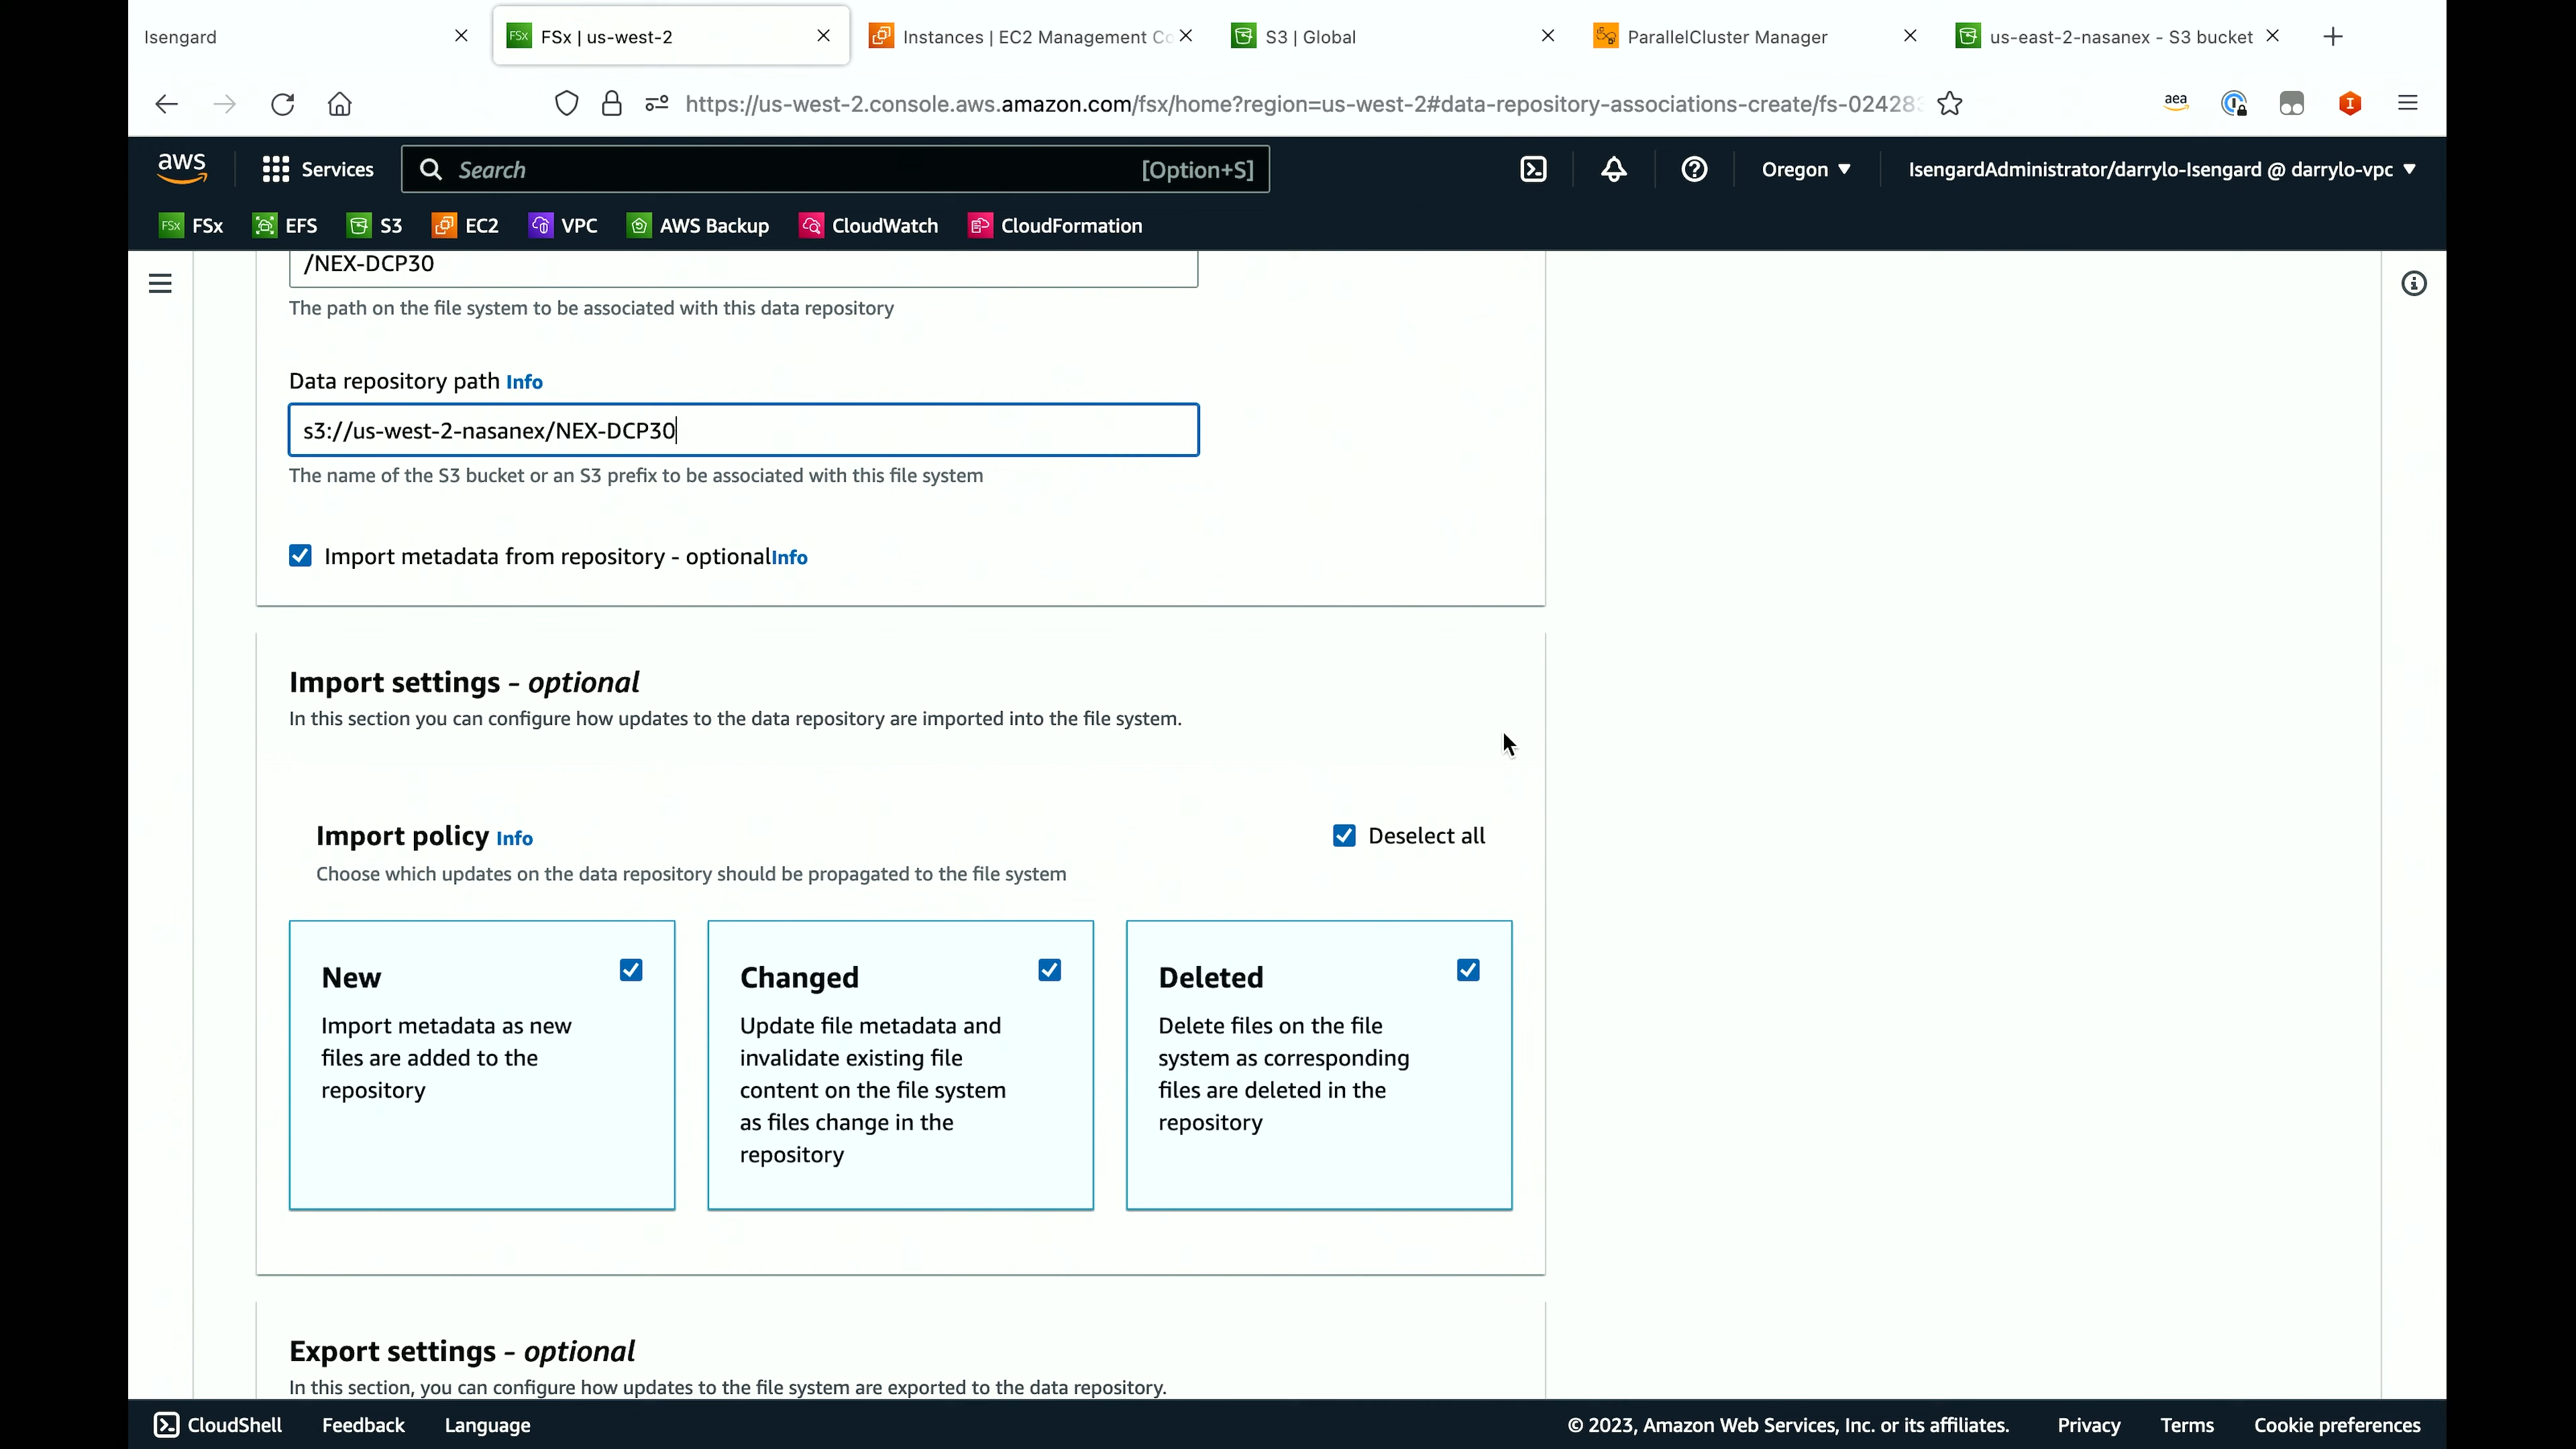 Isengard
FSx FSx | us-west-2
Instances | EC2 Management Co
S3 | Global
ParallelCluster Manager
us-east-2-nasanex - S3 bucket
https://us-west-2.console.aws.amazon.com/fsx/home?region=us-west-2#data-repository-associations-create/fs-024283
aea
aws
Services
Search
[Option+S]
Oregon
IsengardAdministrator/darrylo-Isengard @ darrylo-vpc
FSx FSx
EFS
S3
EC2
VPC
AWS Backup
CloudWatch
CloudFormation
/NEX-DCP30
The path on the file system to be associated with this data repository
Data repository path Info
s3://us-west-2-nasanex/NEX-DCP30
The name of the S3 bucket or an S3 prefix to be associated with this file system
Import metadata from repository - optionalInfo
Import settings - optional
In this section you can configure how updates to the data repository are imported into the file system.
Import policy Info
Deselect all
Choose which updates on the data repository should be propagated to the file system
New
Import metadata as new
files are added to the
repository
Changed
Update file metadata and
invalidate existing file
content on the file system
as files change in the
repository
Deleted
Delete files on the file
system as corresponding
files are deleted in the
repository
Export settings - optional
In this section, you can configure how updates to the file system are exported to the data repository.
CloudShell
Feedback
Language
© 2023, Amazon Web Services, Inc. or its affiliates.
Privacy
Terms
Cookie preferences